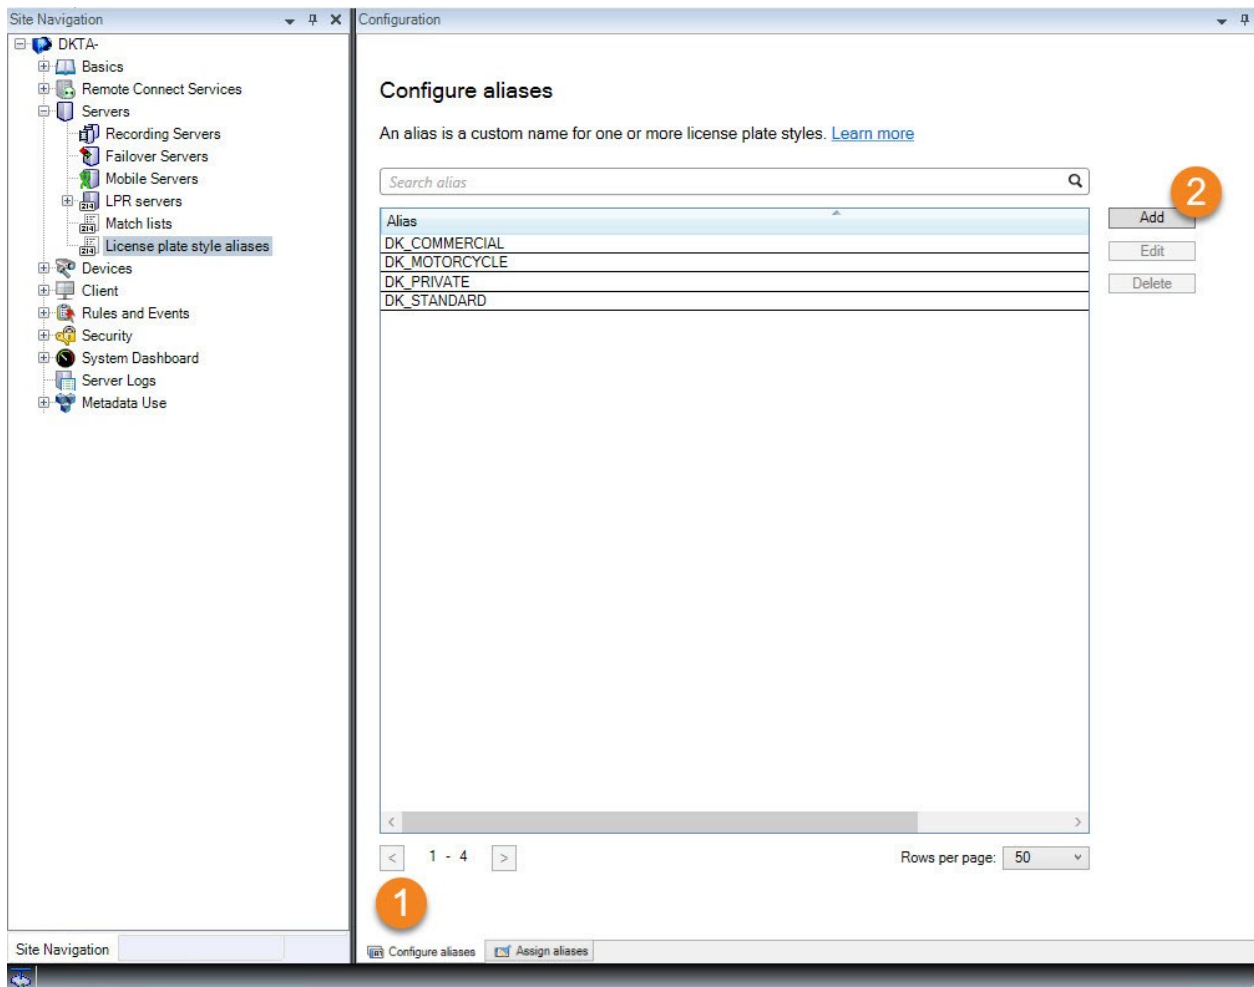 Site Navigation
DKTA-
Basics
Remote Connect Services
Servers
Recording Servers
Failover Servers
Mobile Servers
LPR servers
Match lists
License plate style aliases
Devices
Client
Rules and Events
Security
System Dashboard
Server Logs
Metadata Use
Site Navigation
Configuration
Configure aliases
An alias is a custom name for one or more license plate styles. Learn more
Search alias
Alias
DK_COMMERCIAL
DK_MOTORCYCLE
DK_PRIVATE
DK_STANDARD
2
Add
Edit
Delete
< 1 - 4 >
Rows per page: 50
1
Configure aliases
Assign aliases